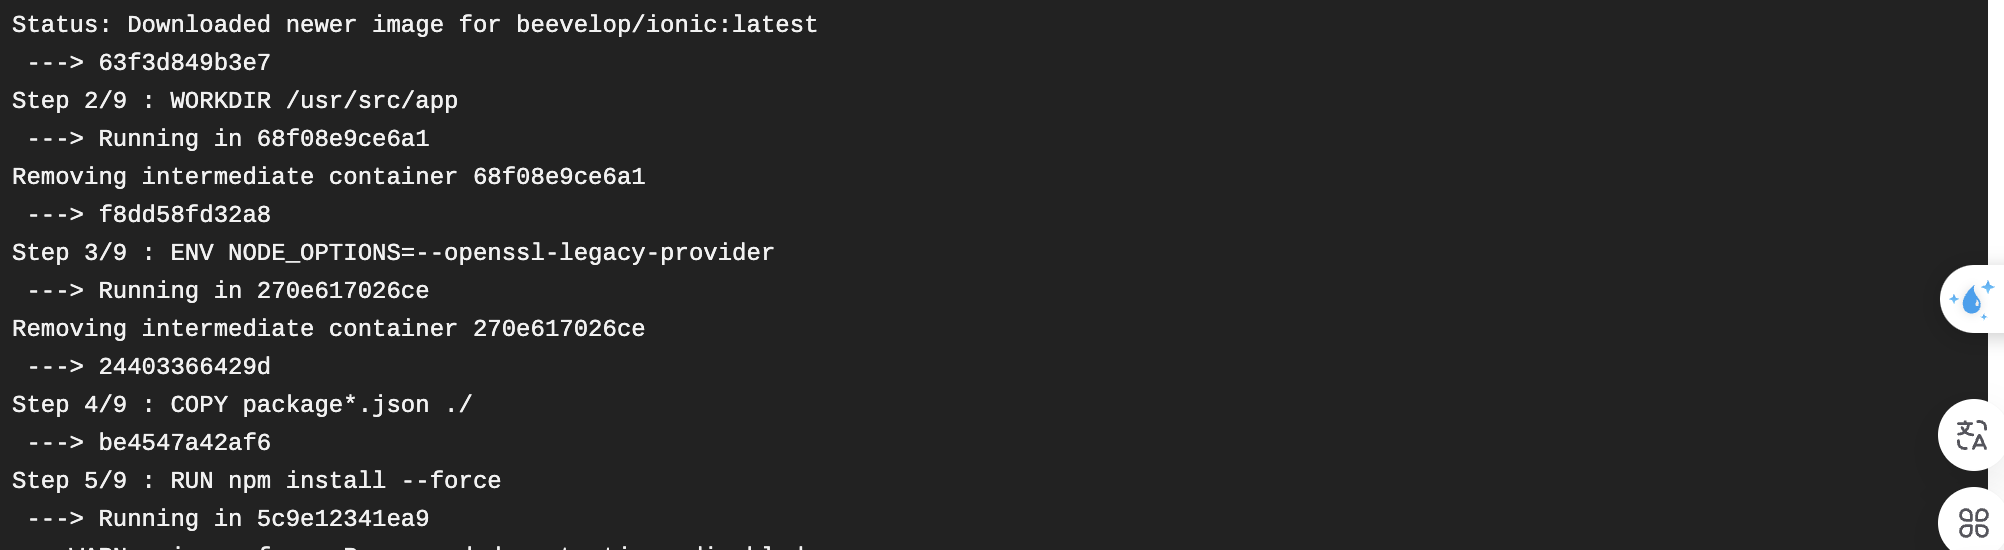 Status: Downloaded newer image for beevelop/ionic:latest
 ---> 63f3d849b3e7
Step 2/9 : WORKDIR /usr/src/app
 ---> Running in 68f08e9ce6a1
Removing intermediate container 68f08e9ce6a1
 ---> f8dd58fd32a8
Step 3/9 : ENV NODE_OPTIONS=--openssl-legacy-provider
 ---> Running in 270e617026ce
Removing intermediate container 270e617026ce
 ---> 24403366429d
Step 4/9 : COPY package*.json ./
 ---> be4547a42af6
Step 5/9 : RUN npm install --force
 ---> Running in 5c9e12341ea9